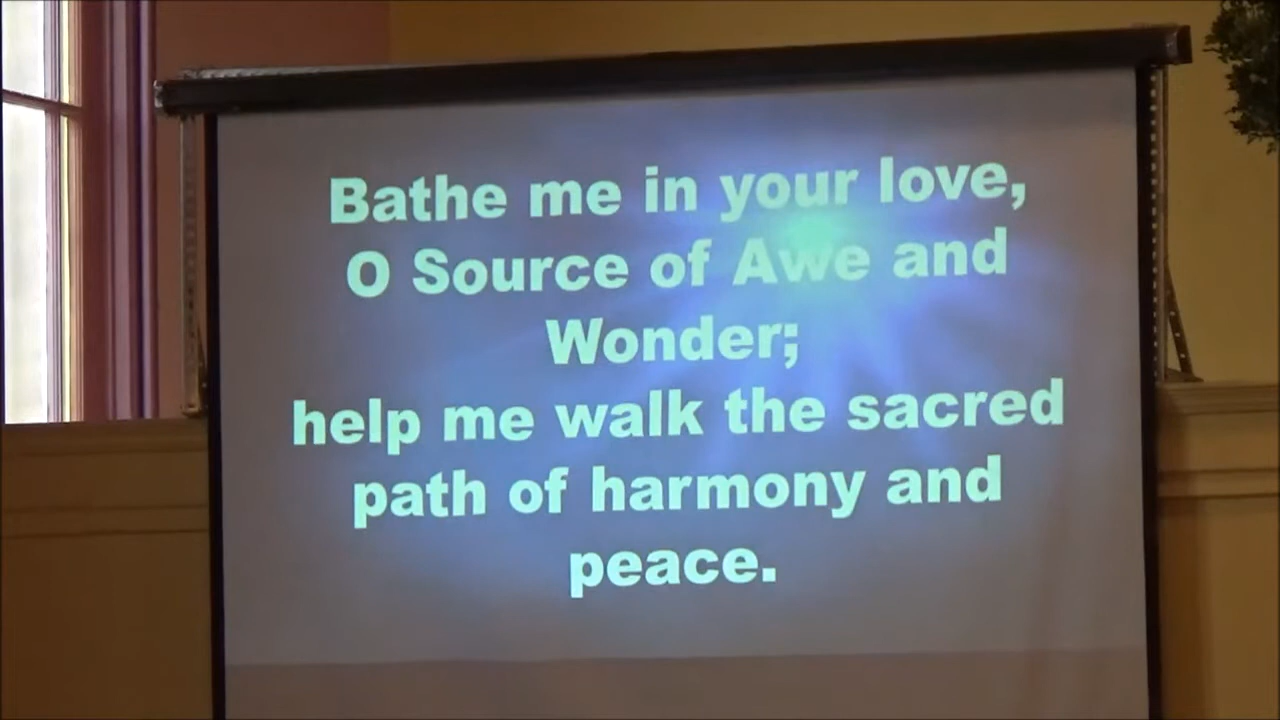 Bathe me in your love,
O Source of Awe and
Wonder;
help me walk the sacred
path of harmony and
peace.